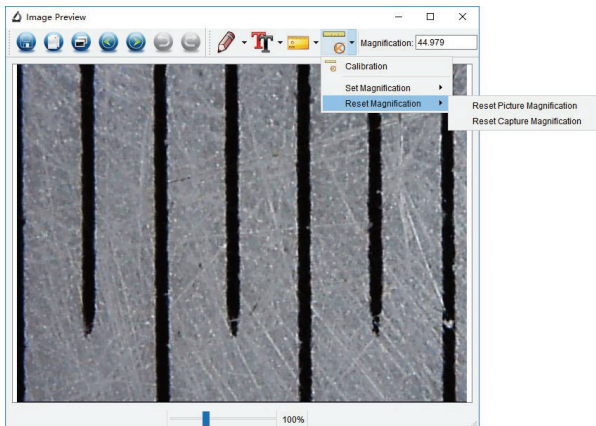 Image Preview
Magnification: 44.979
Calibration
Set Magnification
Reset Magnification
Reset Picture Magnification
Reset Capture Magnification
100%